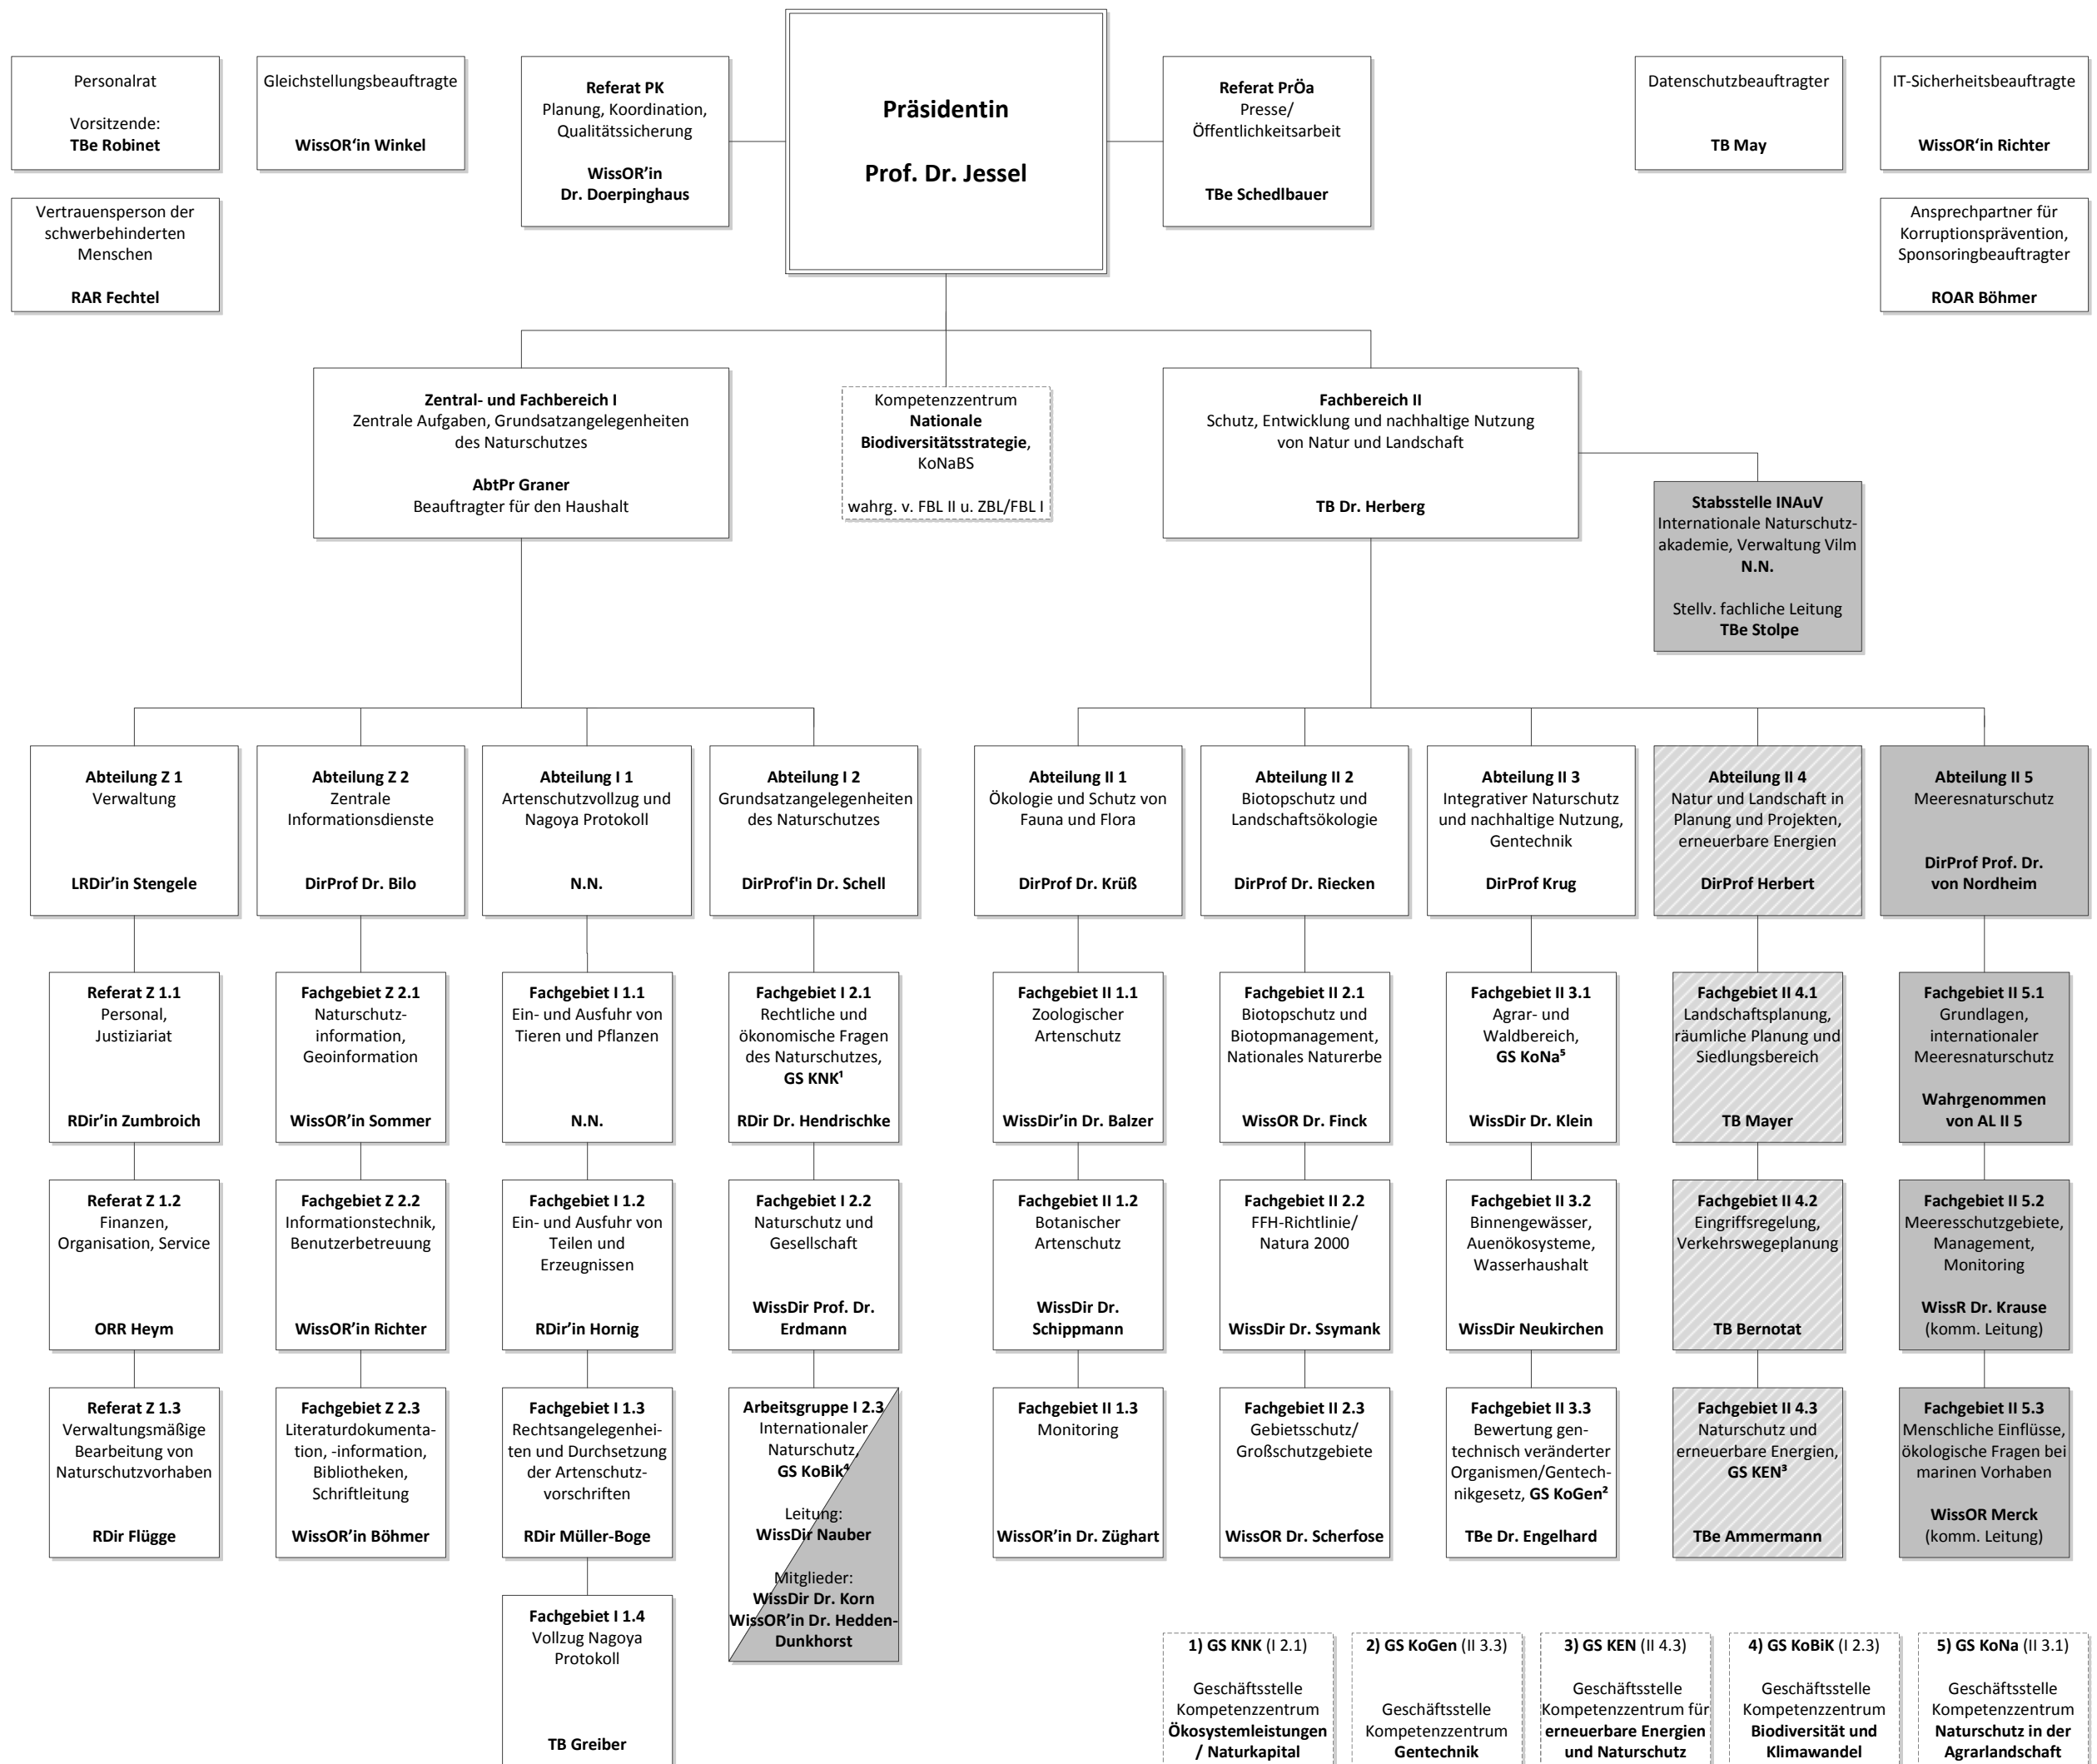 Personalrat
Vorsitzende:
TBe Robinet
Gleichstellungsbeauftragte
WissOR‘in Winkel
Referat PK
Planung, Koordination,
Qualitätssicherung
WissOR’in
Dr. Doerpinghaus
Präsidentin
Prof. Dr. Jessel
Referat PrÖa
Presse/
Öffentlichkeitsarbeit
TBe Schedlbauer
Datenschutzbeauftragter
TB May
IT-Sicherheitsbeauftragte
WissOR‘in Richter
Vertrauensperson der
schwerbehinderten
Menschen
RAR Fechtel
Ansprechpartner für
Korruptionsprävention,
Sponsoringbeauftragter
ROAR Böhmer
Zentral- und Fachbereich I
Zentrale Aufgaben, Grundsatzangelegenheiten
des Naturschutzes
AbtPr Graner
Beauftragter für den Haushalt
Kompetenzzentrum
Nationale
Biodiversitätsstrategie,
KoNaBS
wahrg. v. FBL II u. ZBL/FBL I
Fachbereich II
Schutz, Entwicklung und nachhaltige Nutzung
von Natur und Landschaft
TB Dr. Herberg
Stabsstelle INAuV
Internationale Naturschutz-
akademie, Verwaltung Vilm
N.N.
Stellv. fachliche Leitung
TBe Stolpe
Abteilung Z 1
Verwaltung
LRDir’in Stengele
Abteilung Z 2
Zentrale
Informationsdienste
DirProf Dr. Bilo
Abteilung I 1
Artenschutzvollzug und
Nagoya Protokoll
N.N.
Abteilung I 2
Grundsatzangelegenheiten
des Naturschutzes
DirProf'in Dr. Schell
Abteilung II 1
Ökologie und Schutz von
Fauna und Flora
DirProf Dr. Krüß
Abteilung II 2
Biotopschutz und
Landschaftsökologie
DirProf Dr. Riecken
Abteilung II 3
Integrativer Naturschutz
und nachhaltige Nutzung,
Gentechnik
DirProf Krug
Abteilung II 4
Natur und Landschaft in
Planung und Projekten,
erneuerbare Energien
DirProf Herbert
Abteilung II 5
Meeresnaturschutz
DirProf Prof. Dr.
von Nordheim
Referat Z 1.1
Personal,
Justiziariat
RDir’in Zumbroich
Fachgebiet Z 2.1
Naturschutz-
information,
Geoinformation
WissOR’in Sommer
Fachgebiet I 1.1
Ein- und Ausfuhr von
Tieren und Pflanzen
N.N.
Fachgebiet I 2.1
Rechtliche und
ökonomische Fragen
des Naturschutzes,
GS KNK¹
RDir Dr. Hendrischke
Fachgebiet II 1.1
Zoologischer
Artenschutz
WissDir’in Dr. Balzer
Fachgebiet II 2.1
Biotopschutz und
Biotopmanagement,
Nationales Naturerbe
WissOR Dr. Finck
Fachgebiet II 3.1
Agrar- und
Waldbereich,
GS KoNa⁵
WissDir Dr. Klein
Fachgebiet II 4.1
Landschaftsplanung,
räumliche Planung und
Siedlungsbereich
TB Mayer
Fachgebiet II 5.1
Grundlagen,
internationaler
Meeresnaturschutz
Wahrgenommen
von AL II 5
Referat Z 1.2
Finanzen,
Organisation, Service
ORR Heym
Fachgebiet Z 2.2
Informationstechnik,
Benutzerbetreuung
WissOR’in Richter
Fachgebiet I 1.2
Ein- und Ausfuhr von
Teilen und
Erzeugnissen
RDir’in Hornig
Fachgebiet I 2.2
Naturschutz und
Gesellschaft
WissDir Prof. Dr.
Erdmann
Fachgebiet II 1.2
Botanischer
Artenschutz
WissDir Dr.
Schippmann
Fachgebiet II 2.2
FFH-Richtlinie/
Natura 2000
WissDir Dr. Ssymank
Fachgebiet II 3.2
Binnengewässer,
Auenökosysteme,
Wasserhaushalt
WissDir Neukirchen
Fachgebiet II 4.2
Eingriffsregelung,
Verkehrswegeplanung
TB Bernotat
Fachgebiet II 5.2
Meeresschutzgebiete,
Management,
Monitoring
WissR Dr. Krause
(komm. Leitung)
Referat Z 1.3
Verwaltungsmäßige
Bearbeitung von
Naturschutzvorhaben
RDir Flügge
Fachgebiet Z 2.3
Literaturdokumenta-
tion, -information,
Bibliotheken,
Schriftleitung
WissOR’in Böhmer
Fachgebiet I 1.3
Rechtsangelegenhei-
ten und Durchsetzung
der Artenschutz-
vorschriften
RDir Müller-Boge
Arbeitsgruppe I 2.3
Internationaler
Naturschutz,
GS KoBik⁴
Leitung:
WissDir Nauber
Mitglieder:
WissDir Dr. Korn
WissOR’in Dr. Hedden-
Dunkhorst
Fachgebiet II 1.3
Monitoring
WissOR’in Dr. Züghart
Fachgebiet II 2.3
Gebietsschutz/
Großschutzgebiete
WissOR Dr. Scherfose
Fachgebiet II 3.3
Bewertung gen-
technisch veränderter
Organismen/Gentech-
nikgesetz, GS KoGen²
TBe Dr. Engelhard
Fachgebiet II 4.3
Naturschutz und
erneuerbare Energien,
GS KEN³
TBe Ammermann
Fachgebiet II 5.3
Menschliche Einflüsse,
ökologische Fragen bei
marinen Vorhaben
WissOR Merck
(komm. Leitung)
Fachgebiet I 1.4
Vollzug Nagoya
Protokoll
TB Greiber
1) GS KNK (I 2.1)
Geschäftsstelle
Kompetenzzentrum
Ökosystemleistungen
/ Naturkapital
2) GS KoGen (II 3.3)
Geschäftsstelle
Kompetenzzentrum
Gentechnik
3) GS KEN (II 4.3)
Geschäftsstelle
Kompetenzzentrum für
erneuerbare Energien
und Naturschutz
4) GS KoBiK (I 2.3)
Geschäftsstelle
Kompetenzzentrum
Biodiversität und
Klimawandel
5) GS KoNa (II 3.1)
Geschäftsstelle
Kompetenzzentrum
Naturschutz in der
Agrarlandschaft